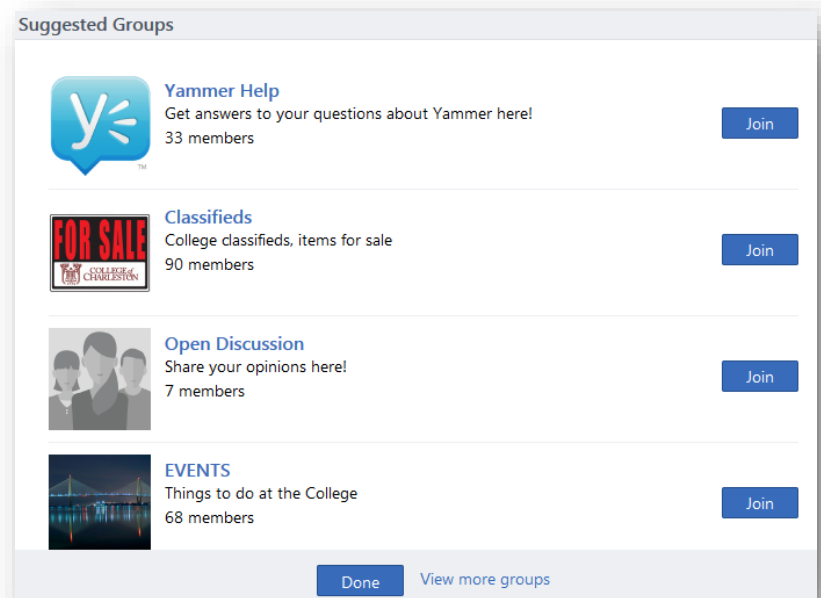 Suggested Groups
Yammer Help
Get answers to your questions about Yammer here!
33 members
Join
y
TM
Classifieds
College classifieds, items for sale
90 members
Join
FOR SALE
COLLEGE of
CHARLESTON
Open Discussion
Share your opinions here!
7 members
Join
EVENTS
Things to do at the College
68 members
Join
Done
View more groups